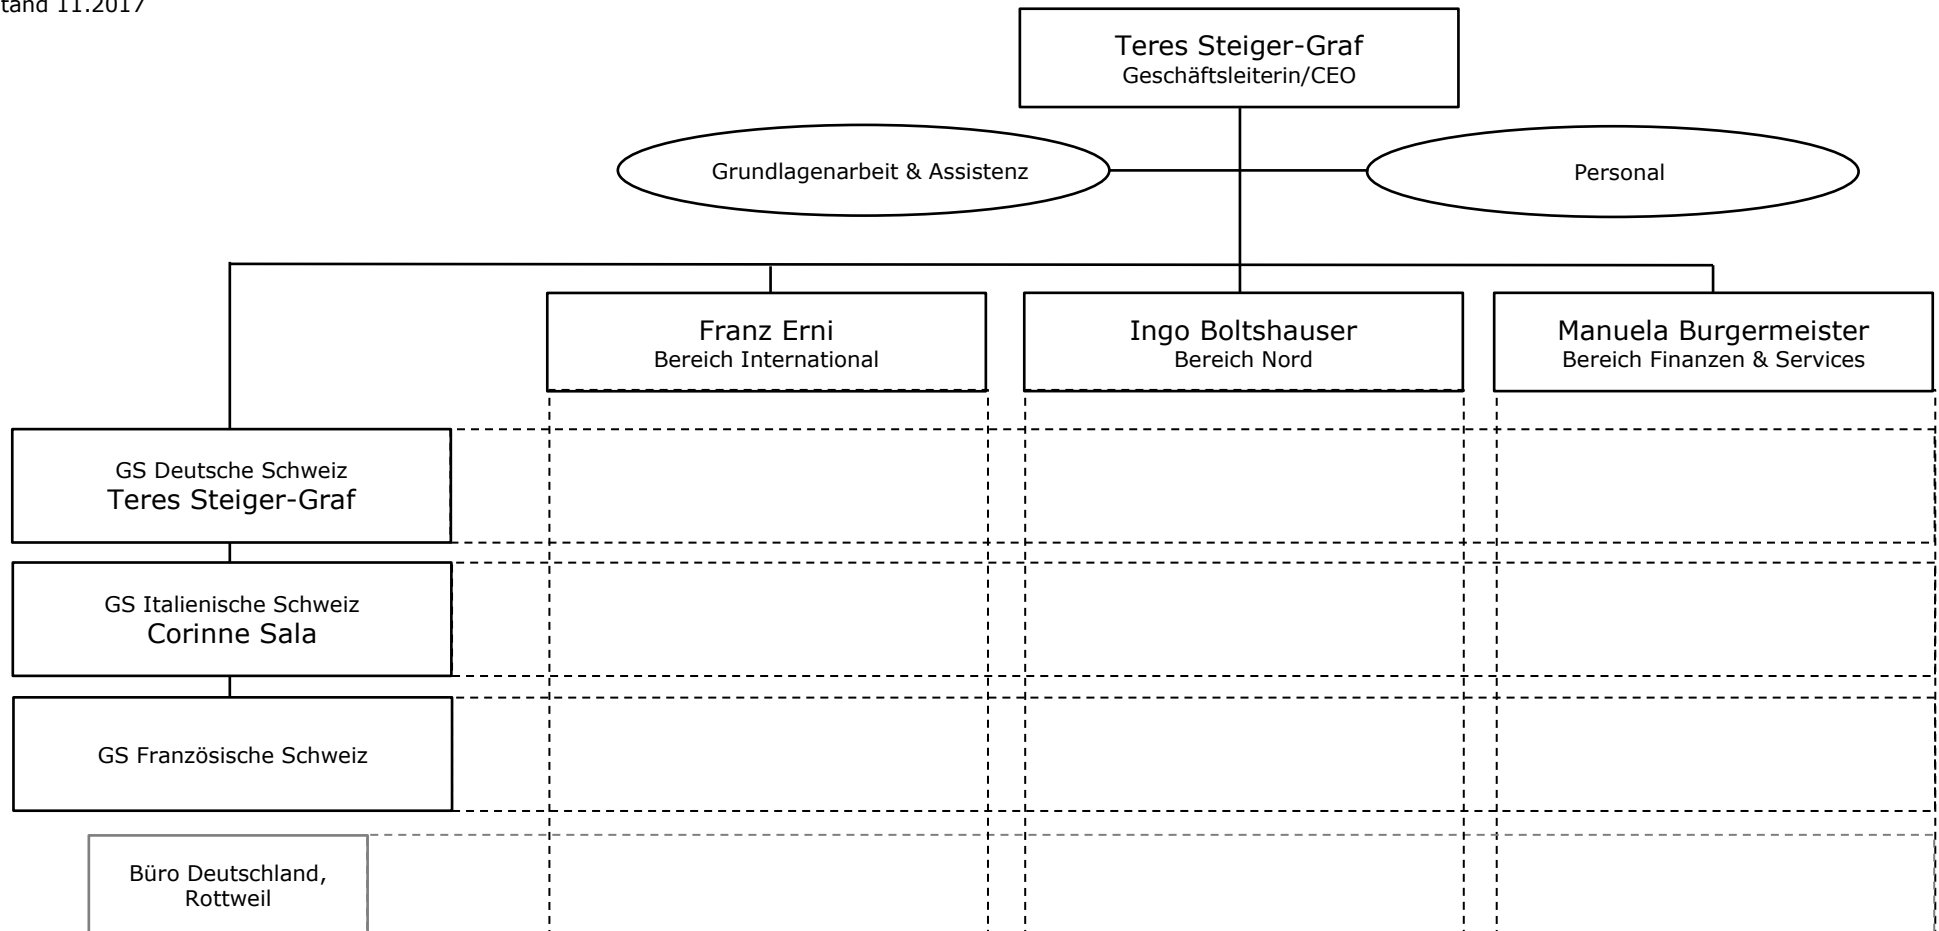 tand 11.2017
Teres Steiger-Graf
Geschäftsleiterin/CEO
Grundlagenarbeit & Assistenz
Personal
Franz Erni
Bereich International
Ingo Boltshauser
Bereich Nord
Manuela Burgermeister
Bereich Finanzen & Services
GS Deutsche Schweiz
Teres Steiger-Graf
GS Italienische Schweiz
Corinne Sala
GS Französische Schweiz
Büro Deutschland,
Rottweil